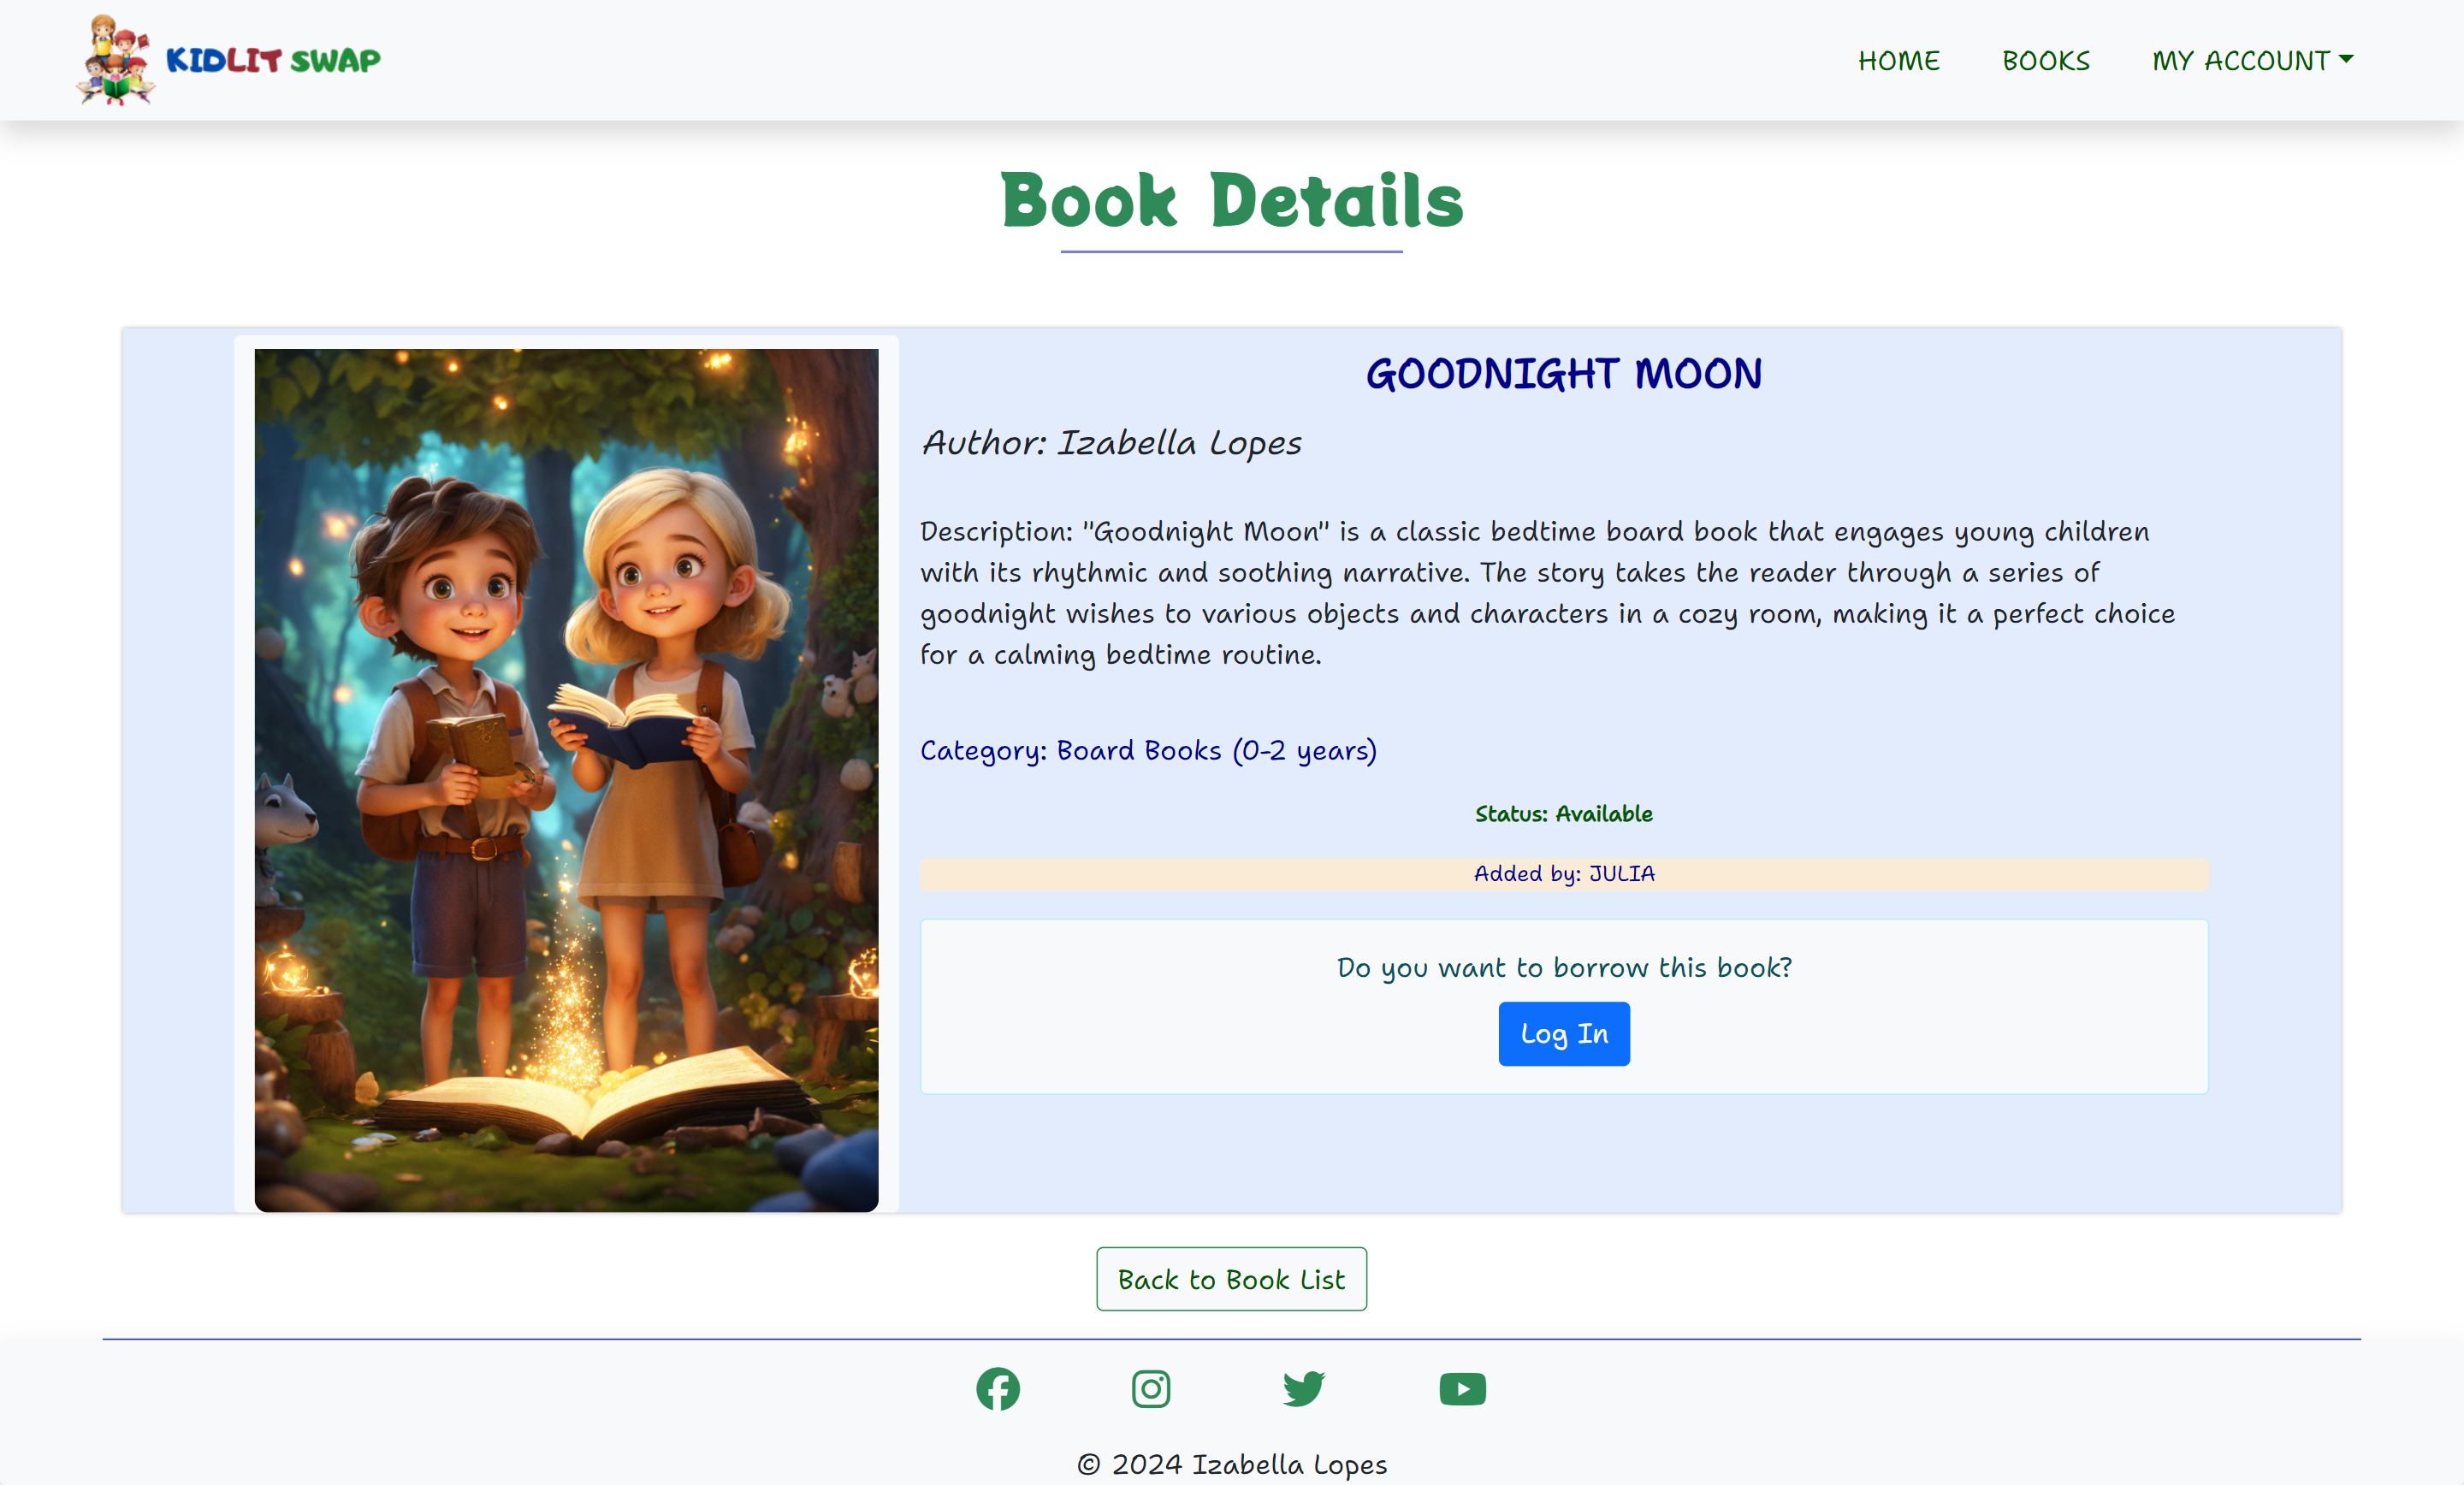 KIDLIT SWAP
HOME
BOOKS
MY ACCOUNT
Book Details
GOODNIGHT MOON
Author: Izabella Lopes
Description: "Goodnight Moon" is a classic bedtime board book that engages young children
with its rhythmic and soothing narrative. The story takes the reader through a series of
goodnight wishes to various objects and characters in a cozy room, making it a perfect choice
for a calming bedtime routine.
Category: Board Books (0-2 years)
Status: Available
Added by: JULIA
Do you want to borrow this book?
Log In
Back to Book List
© 2024 Izabella Lopes